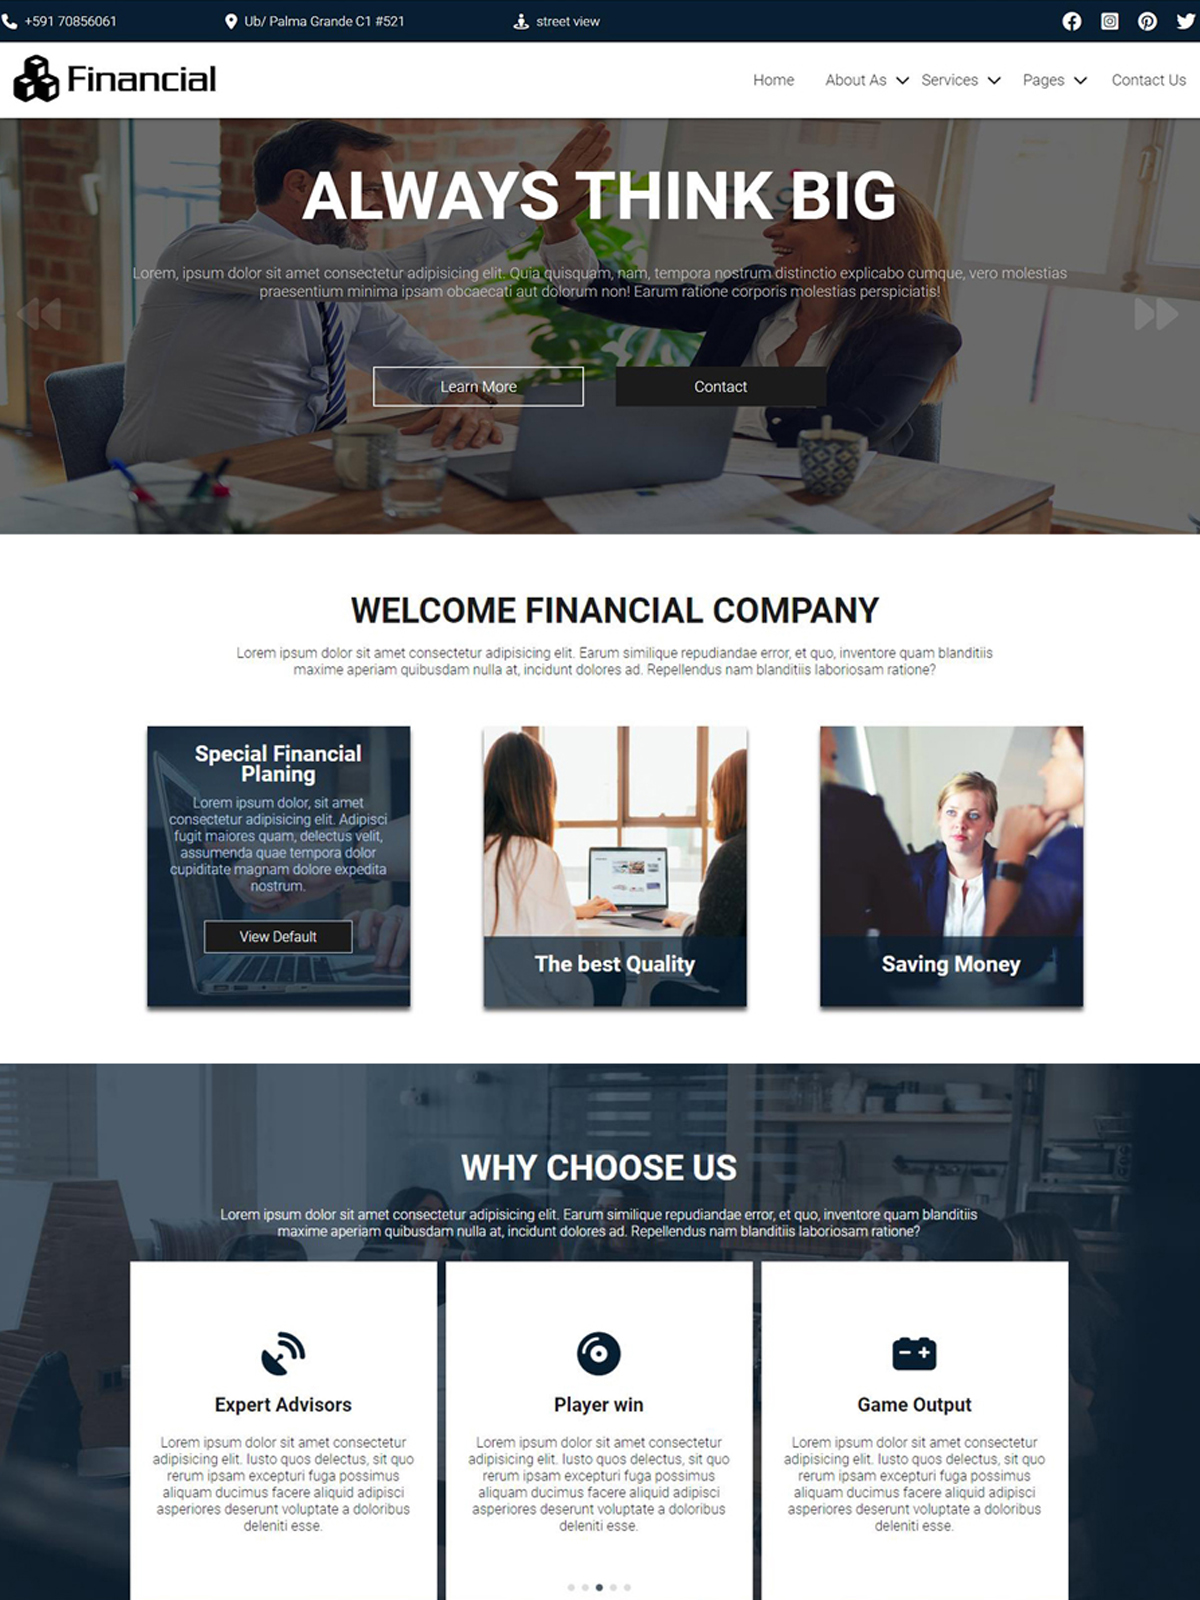 +591 70856061
Ub/ Palma Grande C1 #521
street view
Financial
Home
About As
Services
Pages
Contact Us
ALWAYS THINK BIG
Lorem, ipsum dolor sit amet consectetur adipisicing elit. Quia quisquam, nam, tempora nostrum distinctio explicabo cumque, vero molestias
praesentium minima ipsam obcaecati aut dolorum non! Earum ratione corporis molestias perspiciatis!
Learn More
Contact
WELCOME FINANCIAL COMPANY
Lorem ipsum dolor sit amet consectetur adipisicing elit. Earum similique repudiandae error, et quo, inventore quam blanditiis
maxime aperiam quibusdam nulla at, incidunt dolores ad. Repellendus nam blanditiis laboriosam ratione?
Special Financial
Planing
Lorem ipsum dolor, sit amet
consectetur adipisicing elit. Adipisci
fugit maiores quam, delectus velit,
assumenda quae tempora dolor
cupiditate magnam dolore expedita
nostrum.
View Default
The best Quality
Saving Money
WHY CHOOSE US
Lorem ipsum dolor sit amet consectetur adipisicing elit. Earum similique repudiandae error, et quo, inventore quam blanditiis
maxime aperiam quibusdam nulla at, incidunt dolores ad. Repellendus nam blanditiis laboriosam ratione?
Expert Advisors
Lorem ipsum dolor sit amet consectetur
adipisicing elit. Iusto quos delectus, sit quo
rerum ipsam excepturi fuga possimus
aliquam ducimus facere aliquid adipisci
asperiores deserunt voluptate a doloribus
deleniti esse.
Player win
Lorem ipsum dolor sit amet consectetur
adipisicing elit. Iusto quos delectus, sit quo
rerum ipsam excepturi fuga possimus
aliquam ducimus facere aliquid adipisci
asperiores deserunt voluptate a doloribus
deleniti esse.
Game Output
Lorem ipsum dolor sit amet consectetur
adipisicing elit. Iusto quos delectus, sit quo
rerum ipsam excepturi fuga possimus
aliquam ducimus facere aliquid adipisci
asperiores deserunt voluptate a doloribus
deleniti esse.